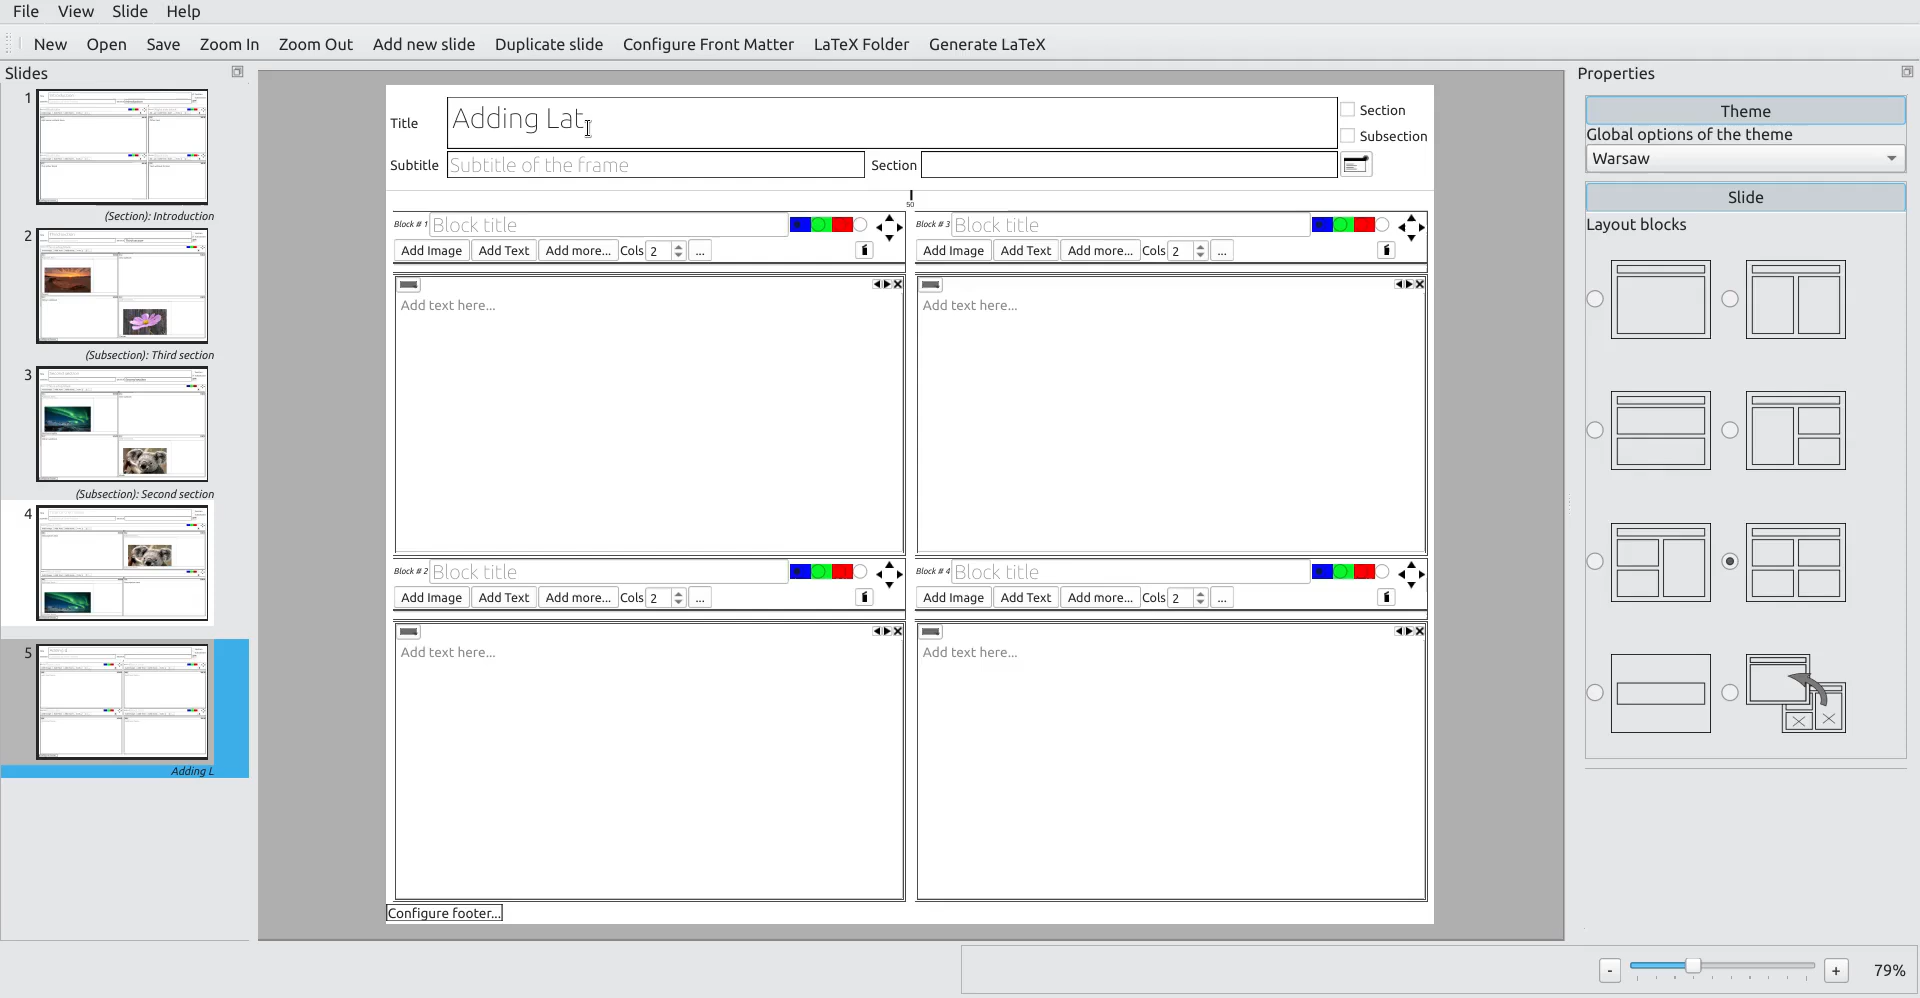 File View Slide Help
New Open Save Zoom In Zoom Out Add new slide Duplicate slide Configure Front Matter LaTeX Folder Generate LaTeX
Slides
1
(Section): Introduction
2
(Subsection): Third section
3
(Subsection): Second section
4
5
Adding L
Title Adding Lat
Section
Subsection
Subtitle Subtitle of the frame Section
50
Block # 1 Block title
Add Image Add Text Add more... Cols 2 ...
Add text here...
Block # 3 Block title
Add Image Add Text Add more... Cols 2 ...
Add text here...
Block # 2 Block title
Add Image Add Text Add more... Cols 2 ...
Add text here...
Block # 4 Block title
Add Image Add Text Add more... Cols 2 ...
Add text here...
Configure footer...
Properties
Theme
Global options of the theme
Warsaw
Slide
Layout blocks
- + 79%